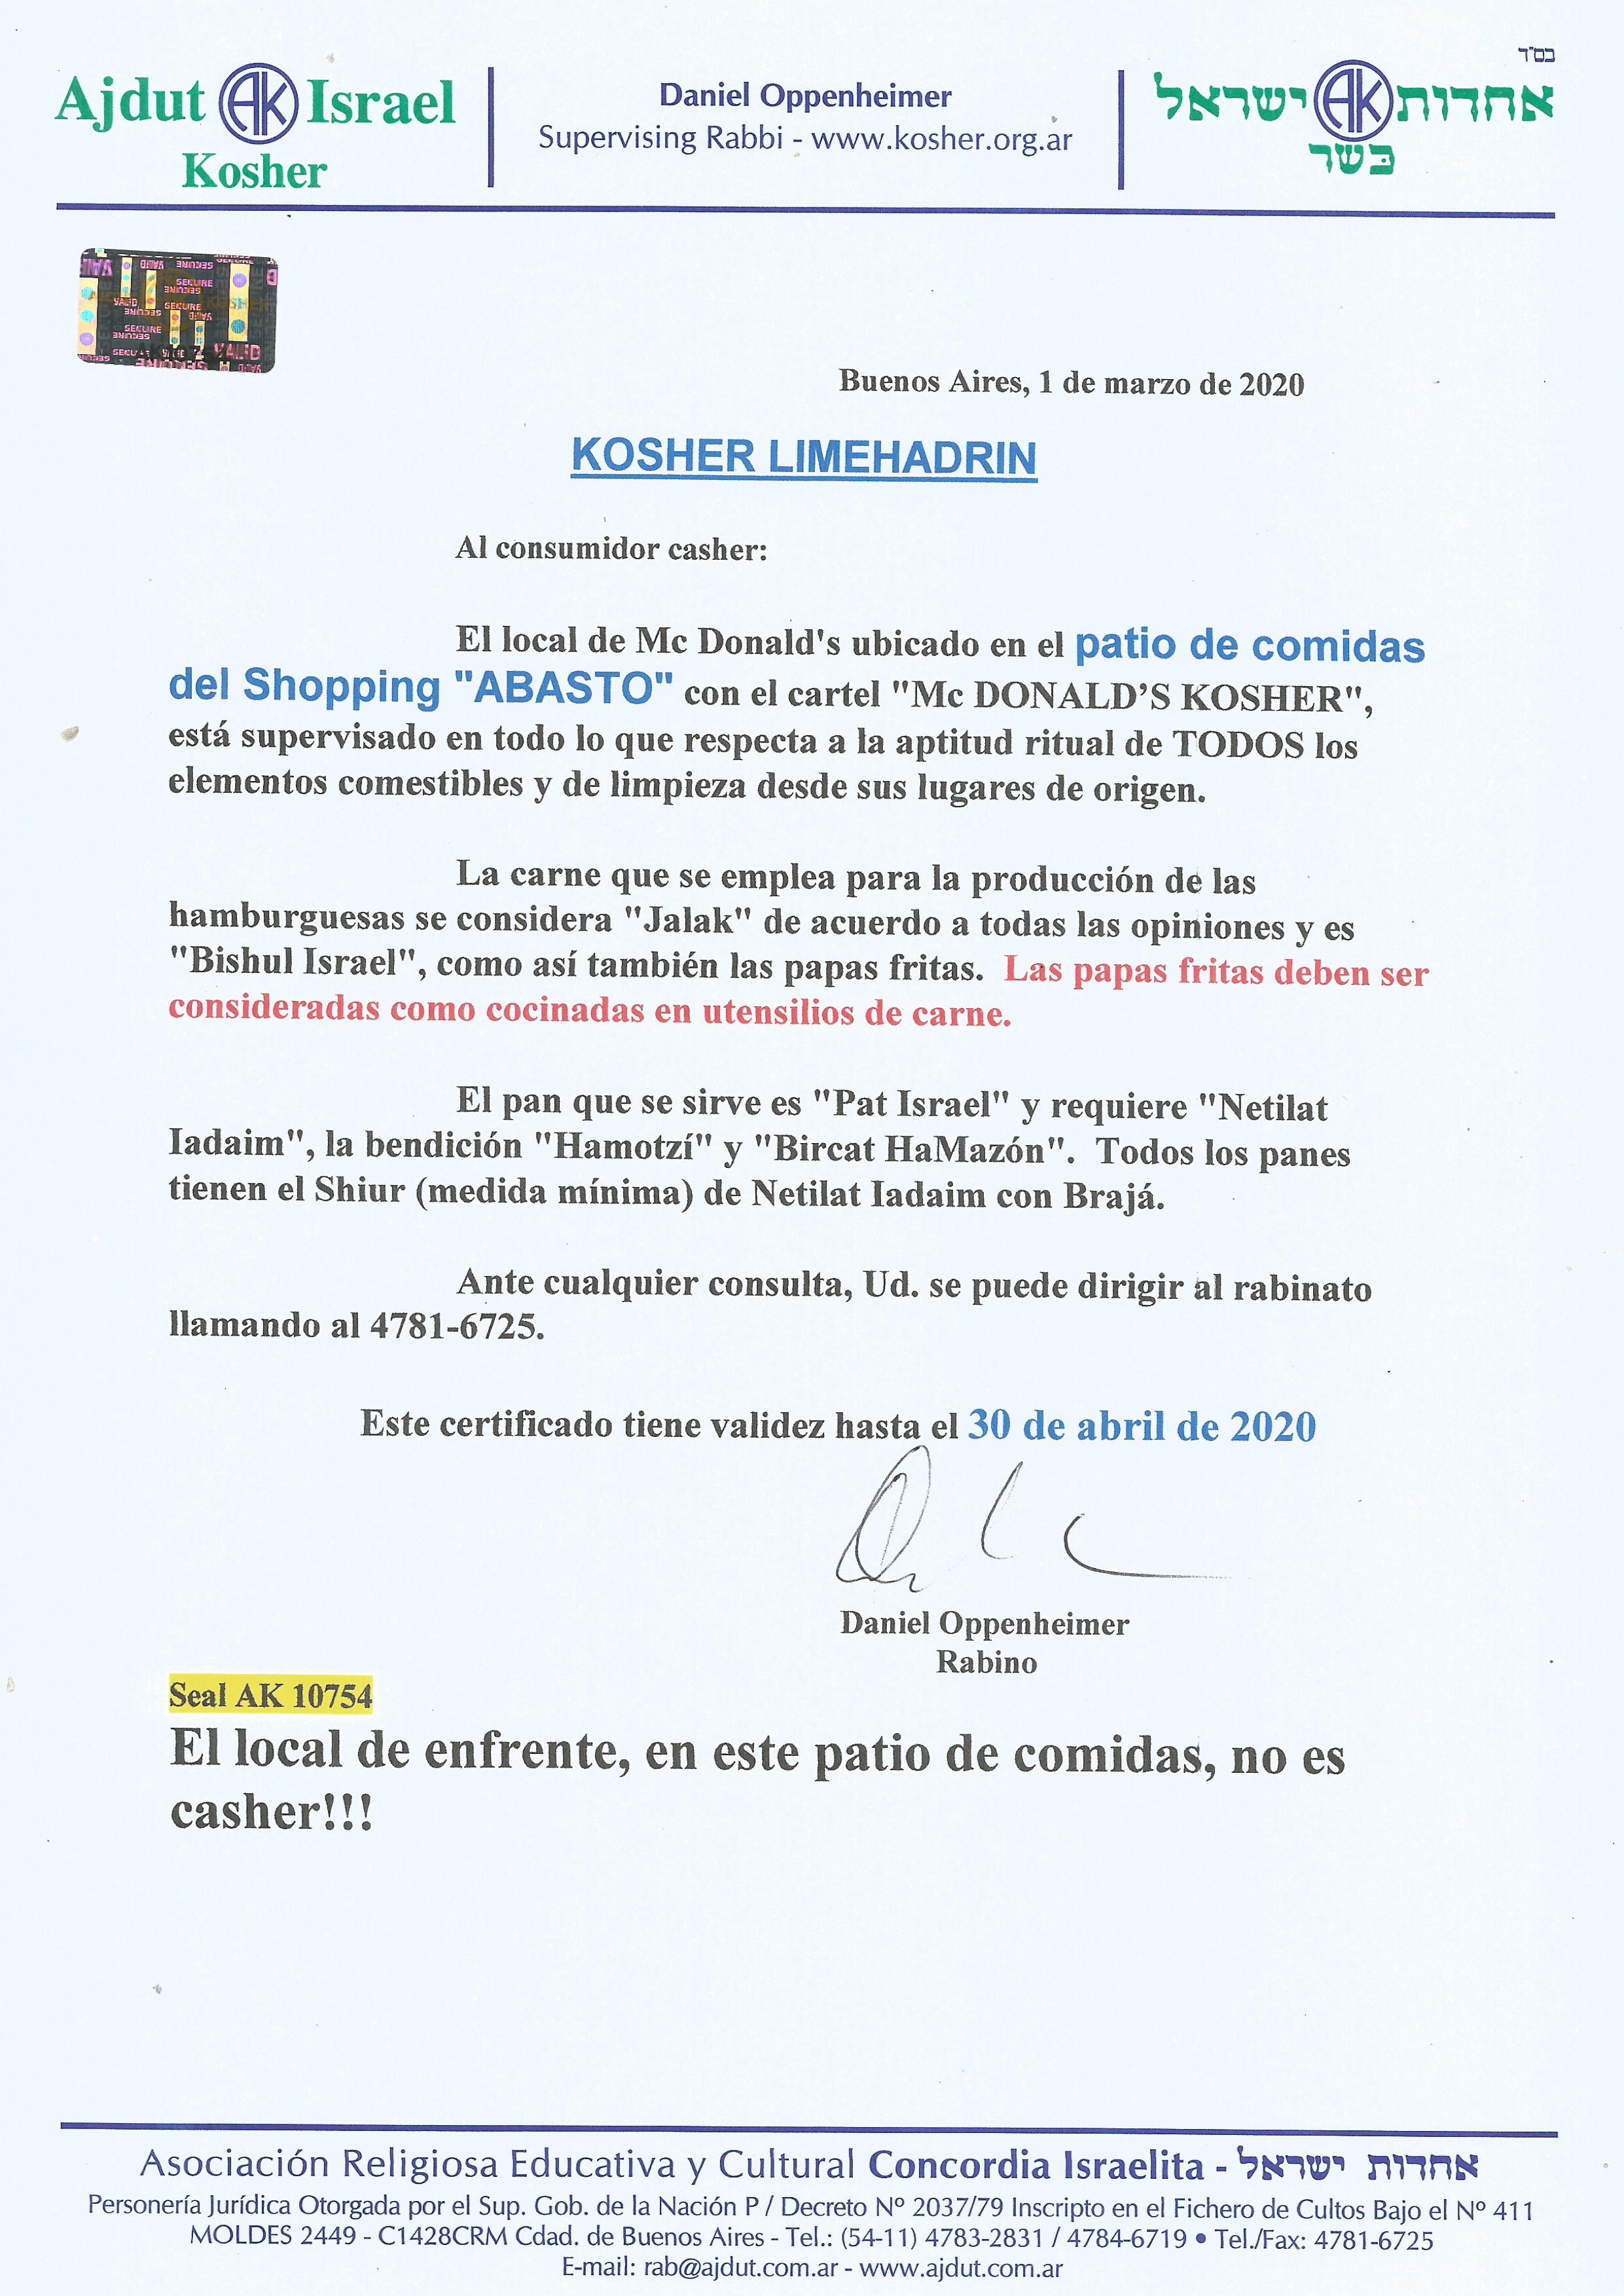 בס"ד
Ajdut AK Israel
Kosher
Daniel Oppenheimer
Supervising Rabbi - www.kosher.org.ar
אחדות AK ישראל
כשר
VALID SECURE
Buenos Aires, 1 de marzo de 2020
KOSHER LIMEHADRIN
Al consumidor casher:
El local de Mc Donald's ubicado en el patio de comidas
del Shopping "ABASTO" con el cartel "Mc DONALD’S KOSHER",
está supervisado en todo lo que respecta a la aptitud ritual de TODOS los
elementos comestibles y de limpieza desde sus lugares de origen.
La carne que se emplea para la producción de las
hamburguesas se considera "Jalak" de acuerdo a todas las opiniones y es
"Bishul Israel", como así también las papas fritas. Las papas fritas deben ser
consideradas como cocinadas en utensilios de carne.
El pan que se sirve es "Pat Israel" y requiere "Netilat
Iadaim", la bendición "Hamotzí" y "Bircat HaMazón". Todos los panes
tienen el Shiur (medida mínima) de Netilat Iadaim con Brajá.
Ante cualquier consulta, Ud. se puede dirigir al rabinato
llamando al 4781-6725.
Este certificado tiene validez hasta el 30 de abril de 2020
Daniel Oppenheimer
Rabino
Seal AK 10754
El local de enfrente, en este patio de comidas, no es
casher!!!
Asociación Religiosa Educativa y Cultural Concordia Israelita - אחדות ישראל
Personería Jurídica Otorgada por el Sup. Gob. de la Nación P / Decreto Nº 2037/79 Inscripto en el Fichero de Cultos Bajo el Nº 411
MOLDES 2449 - C1428CRM Cdad. de Buenos Aires - Tel.: (54-11) 4783-2831 / 4784-6719 • Tel./Fax: 4781-6725
E-mail: rab@ajdut.com.ar - www.ajdut.com.ar